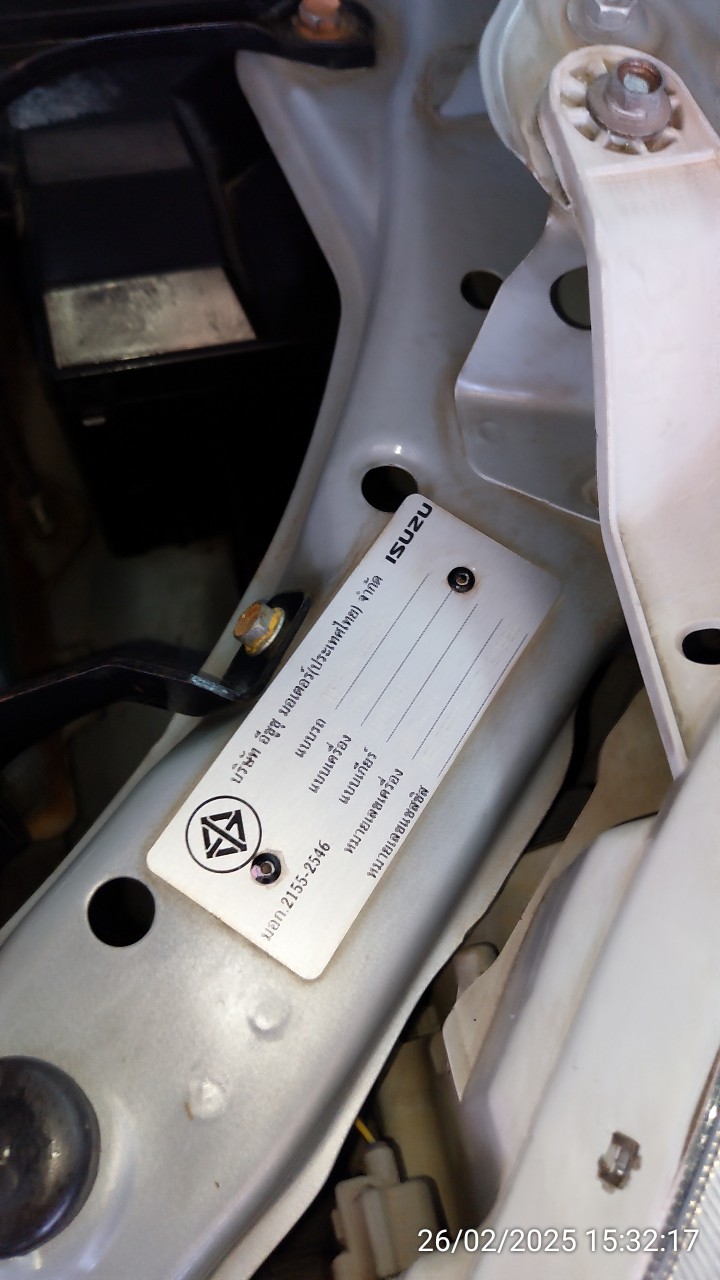 ISUZU
บริษัท อีซูซุ มอเตอร์(ประเทศไทย) จำกัด
แบบรถ
แบบเครื่อง
แบบเกียร์
หมายเลขเครื่อง
หมายเลขแชสซิส
มอก.2155-2546
26/02/2025 15:32:17